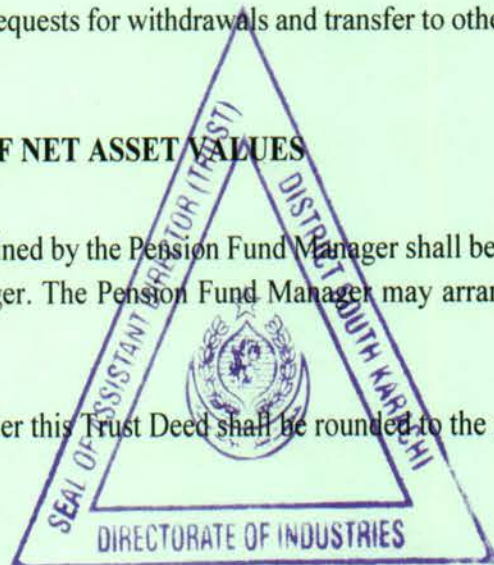 equests for withdrawals and transfer to othe
F NET ASSET VALUES
ined by the Pension Fund Manager shall be
ger. The Pension Fund Manager may arran
er this Trust Deed shall be rounded to the
SEAL OF ASSISTANT DIRECTOR (TRUST)
DISTRICT SOUTH KARACHI
DIRECTORATE OF INDUSTRIES